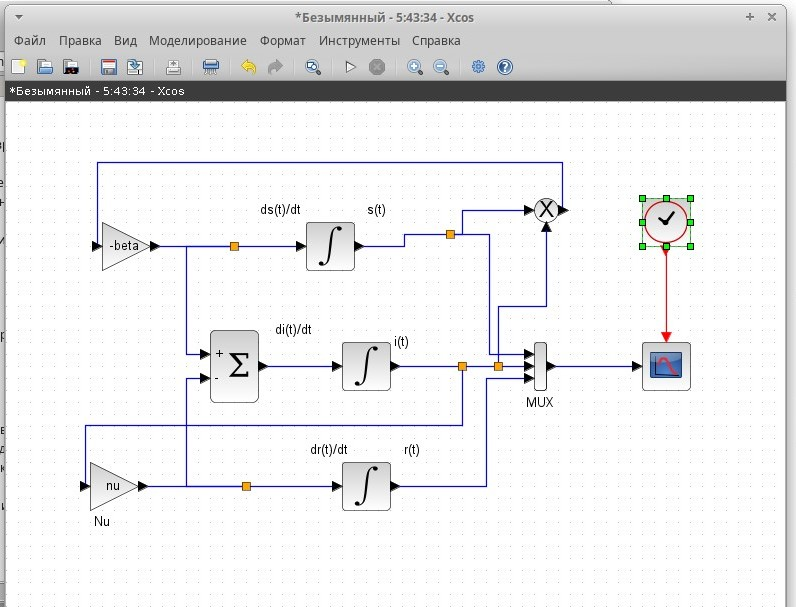 *Безымянный - 5:43:34 - Xcos
Файл Правка Вид Моделирование Формат Инструменты Справка
*Безымянный - 5:43:34 - Xcos
ds(t)/dt s(t)
X
-beta
∫
di(t)/dt
i(t)
+
Σ
-
∫
MUX
dr(t)/dt r(t)
nu
∫
Nu